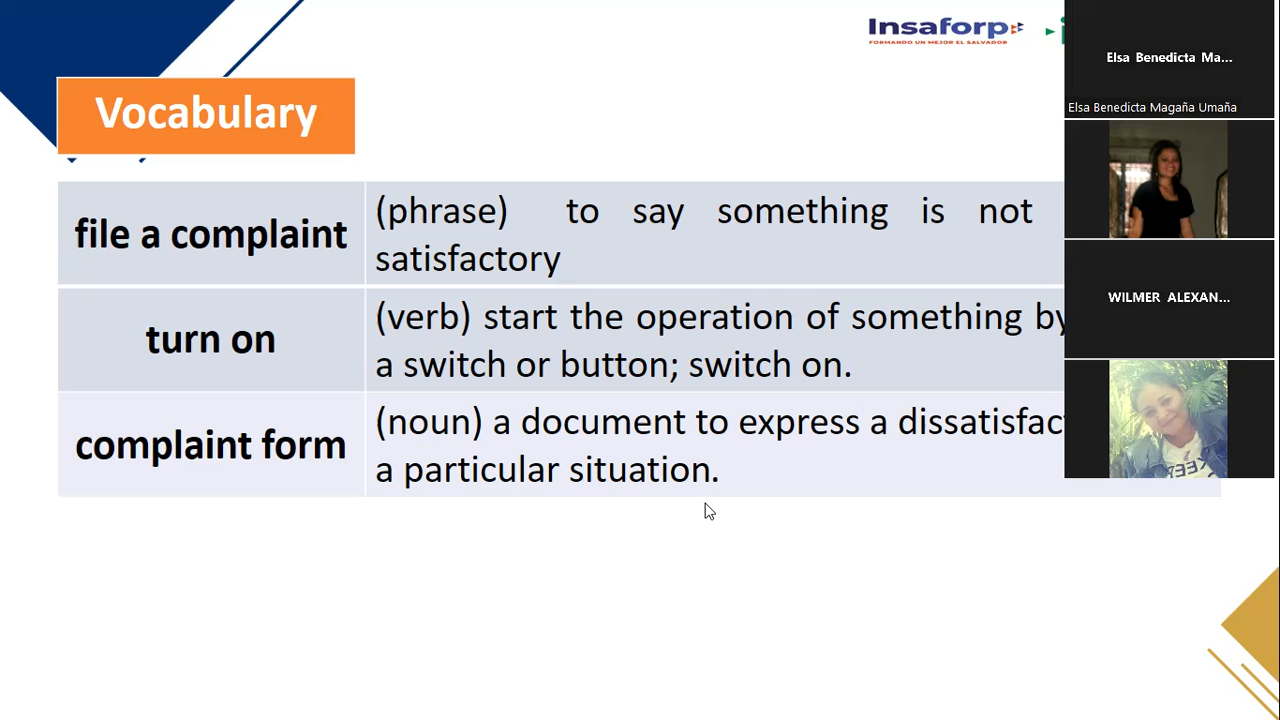 Insaforp
FORMANDO UN MEJOR EL SALVADOR
Vocabulary
file a complaint
(phrase) to say something is not
satisfactory
turn on
(verb) start the operation of something by
a switch or button; switch on.
complaint form
(noun) a document to express a
a particular situation.
Elsa Benedicta Ma...
Elsa Benedicta Magaña Umaña
WILMER ALEXAN...